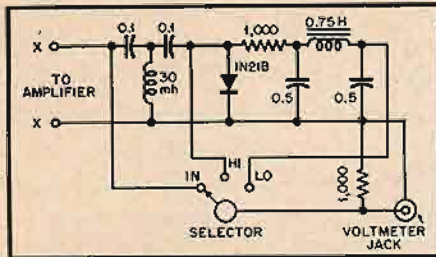 0.1 0.1 1,000 0.75H
X
TO
AMPLIFIER
X
30
mh
IN21B
0.5 0.5
HI
IN LO
1,000
SELECTOR
VOLTMETER
JACK